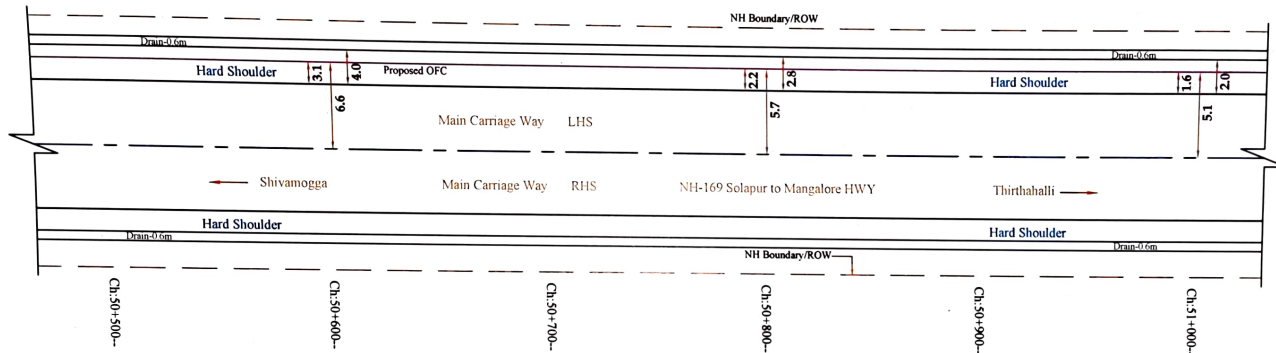 NH Boundary/ROW
Drain-0.6m
Drain-0.6m
Hard Shoulder
3.1
4.0
Proposed OFC
2.2
2.8
Hard Shoulder
1.6
2.0
6.6
5.7
5.1
Main Carriage Way LHS
Shivamogga
Main Carriage Way RHS
NH-169 Solapur to Mangalore HWY
Thirthahalli
Hard Shoulder
Hard Shoulder
Drain-0.6m
Drain-0.6m
NH Boundary/ROW
Ch:50+500--
Ch:50+600--
Ch:50+700--
Ch:50+800--
Ch:50+900--
Ch:51+000--